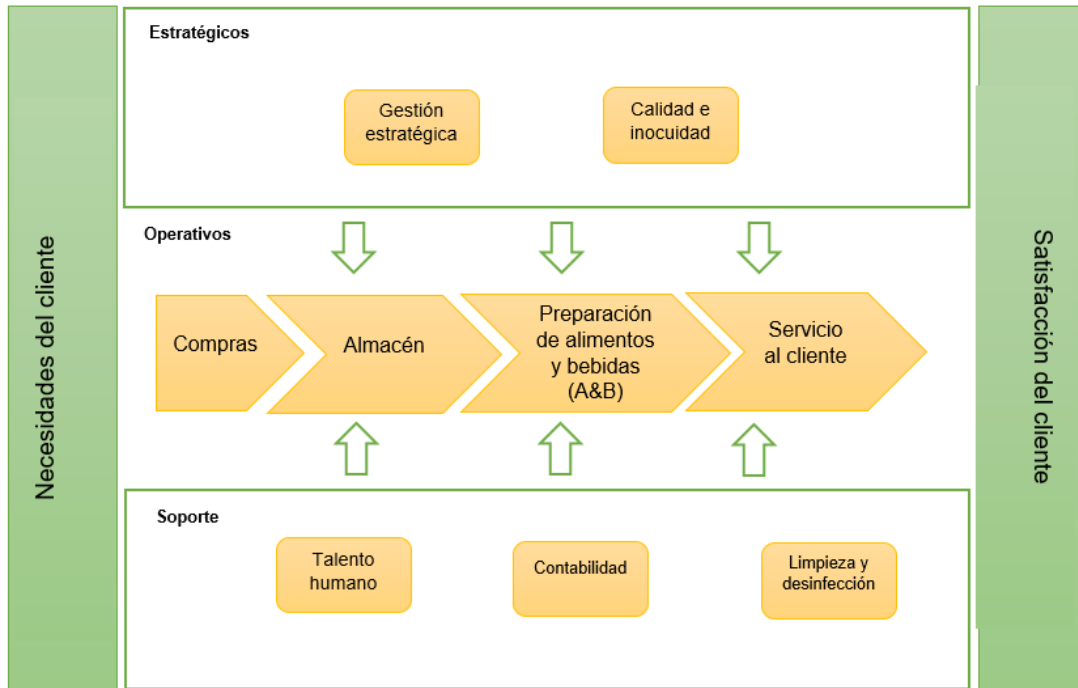 Necesidades del cliente
Estratégicos
Gestión
estratégica
Calidad e
inocuidad
Operativos
Compras
Almacén
Preparación
de alimentos
y bebidas
(A&B)
Servicio
al cliente
Soporte
Talento
humano
Contabilidad
Limpieza y
desinfección
Satisfacción del cliente